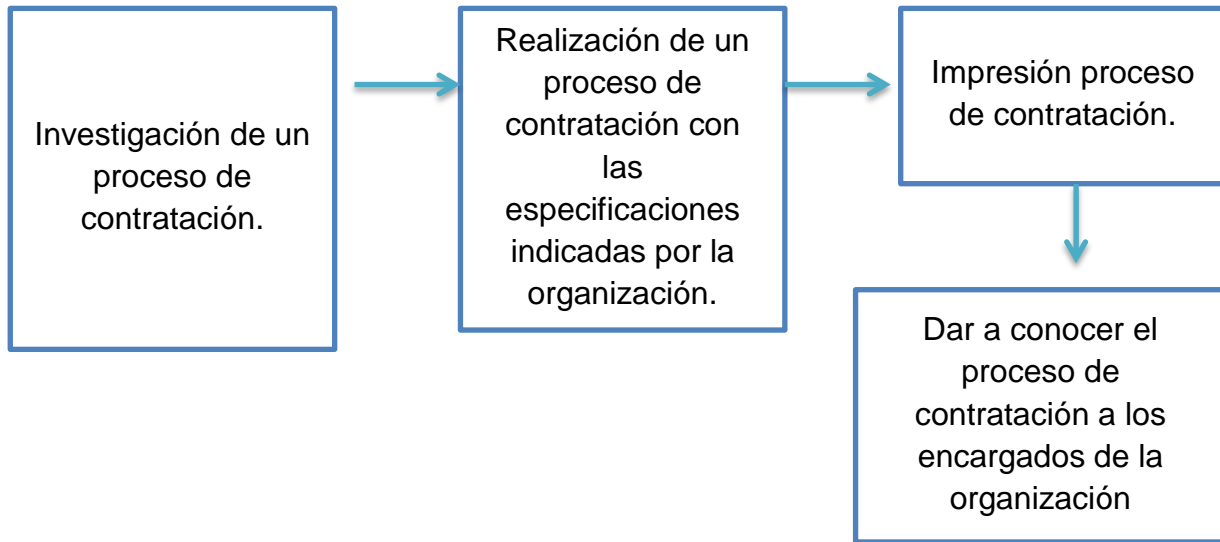 Investigación de un
proceso de
contratación.
Realización de un
proceso de
contratación con
las
especificaciones
indicadas por la
organización.
Impresión proceso
de contratación.
Dar a conocer el
proceso de
contratación a los
encargados de la
organización